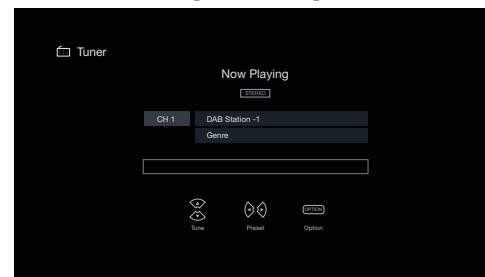 Tuner
Now Playing
STEREO
CH 1 DAB Station -1
Genre
OPTION
Tune Preset Option